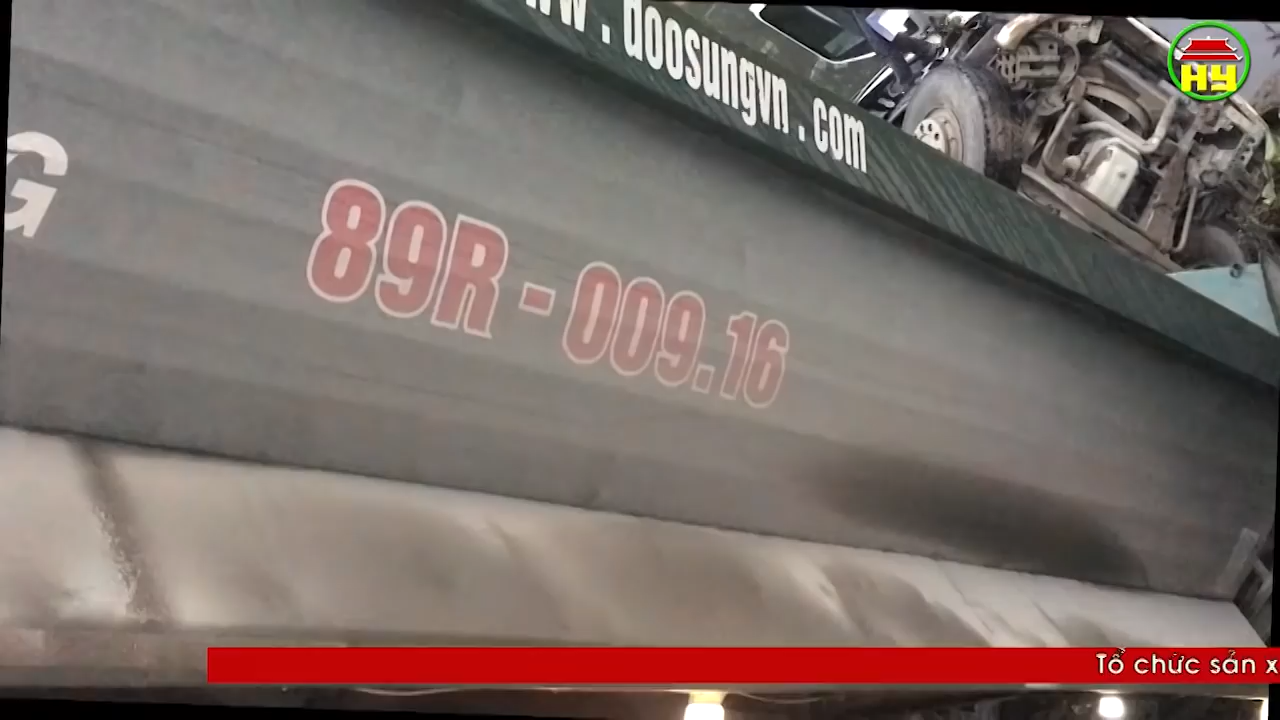 . doosungvn . com
HY
G
89R - 009.16
Tổ chức sản x